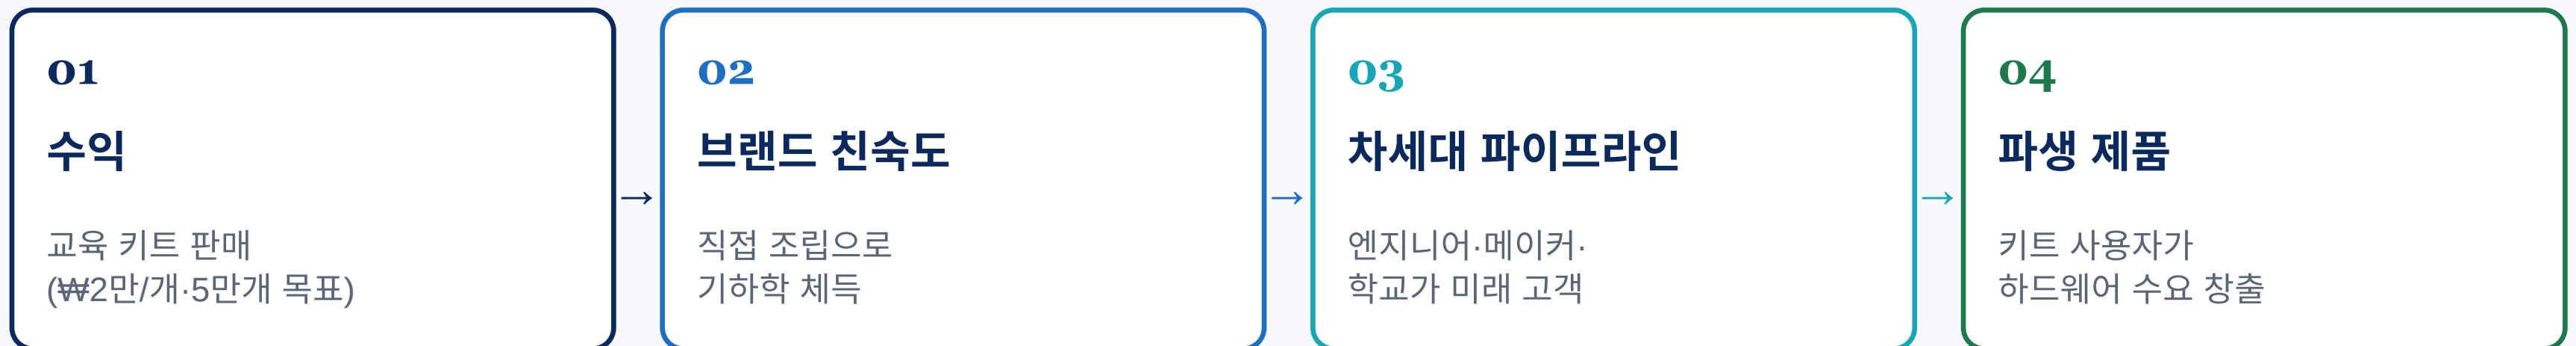 01
수익
교육 키트 판매
(₩2만/개·5만개 목표)
→
02
브랜드 친숙도
직접 조립으로
기하학 체득
→
03
차세대 파이프라인
엔지니어·메이커·
학교가 미래 고객
→
04
파생 제품
키트 사용자가
하드웨어 수요 창출